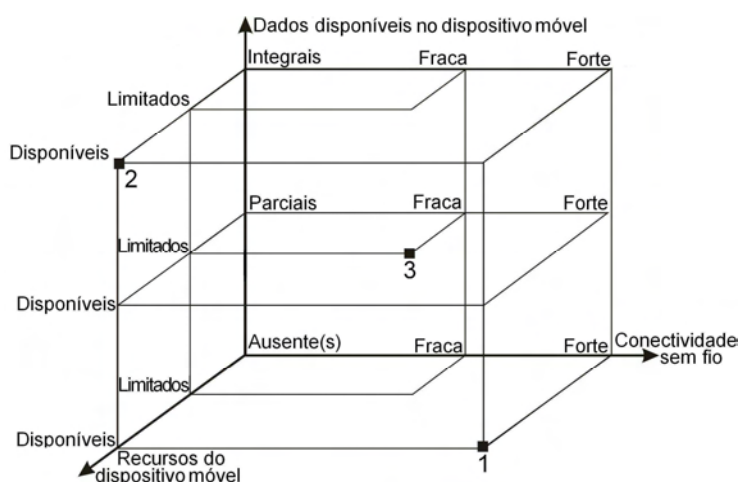 Dados disponíveis no dispositivo móvel
Integrais Fraca Forte
Limitados
Disponíveis
2
Parciais Fraca Forte
Limitados
3
Disponíveis
Ausente(s) Fraca Forte Conectividade
sem fio
Limitados
Disponíveis
Recursos do
dispositivo móvel
1